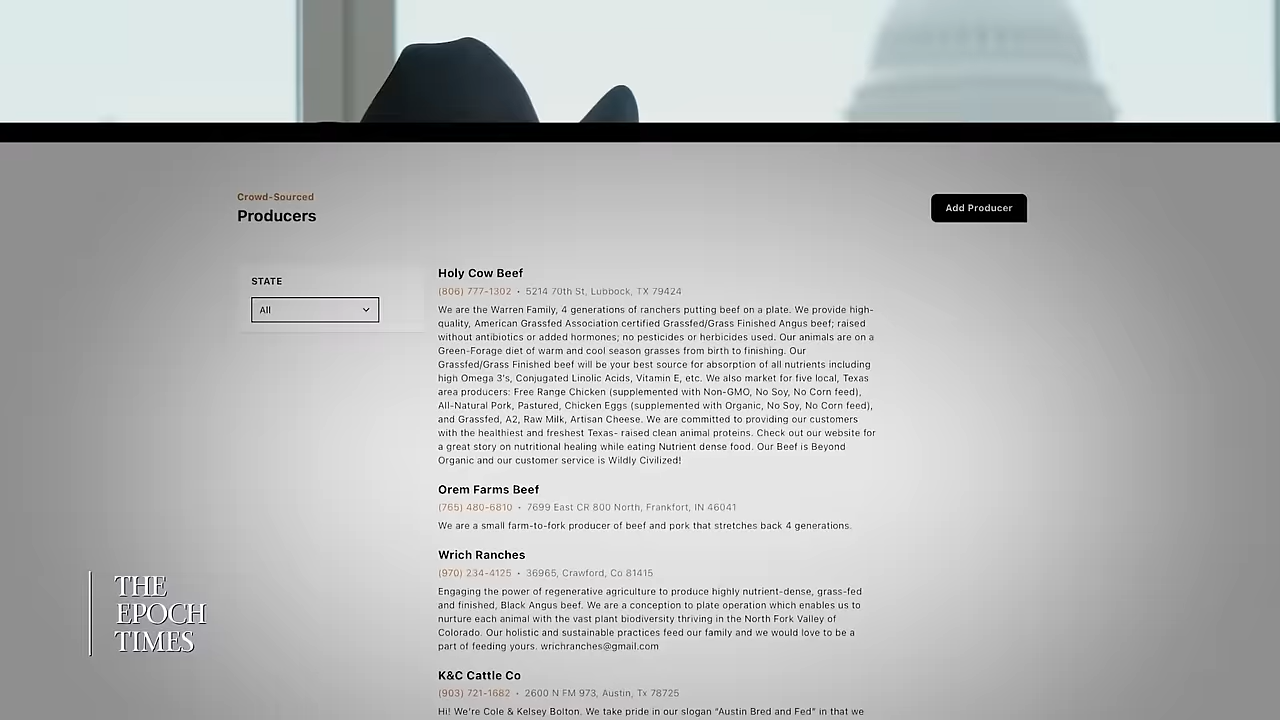 Crowd-Sourced
Producers
Add Producer
STATE
All
Holy Cow Beef
(806) 777-1302 • 5214 70th St, Lubbock, TX 79424
We are the Warren Family, 4 generations of ranchers putting beef on a plate. We provide high-
quality, American Grassfed Association certified Grassfed/Grass Finished Angus beef; raised
without antibiotics or added hormones; no pesticides or herbicides used. Our animals are on a
Green-Forage diet of warm and cool season grasses from birth to finishing. Our
Grassfed/Grass Finished beef will be your best source for absorption of all nutrients including
high Omega 3's, Conjugated Linolic Acids, Vitamin E, etc. We also market for five local, Texas
area producers: Free Range Chicken (supplemented with Non-GMO, No Soy, No Corn feed),
All-Natural Pork, Pastured, Chicken Eggs (supplemented with Organic, No Soy, No Corn feed),
and Grassfed, A2, Raw Milk, Artisan Cheese. We are committed to providing our customers
with the healthiest and freshest Texas- raised clean animal proteins. Check out our website for
a great story on nutritional healing while eating Nutrient dense food. Our Beef is Beyond
Organic and our customer service is Wildly Civilized!
Orem Farms Beef
(765) 480-6810 • 7699 East CR 800 North, Frankfort, IN 46041
We are a small farm-to-fork producer of beef and pork that stretches back 4 generations.
Wrich Ranches
(970) 234-4125 • 36965, Crawford, Co 81415
Engaging the power of regenerative agriculture to produce highly nutrient-dense, grass-fed
and finished, Black Angus beef. We are a conception to plate operation which enables us to
nurture each animal with the vast plant biodiversity thriving in the North Fork Valley of
Colorado. Our holistic and sustainable practices feed our family and we would love to be a
part of feeding yours. wrichranches@gmail.com
K&C Cattle Co
(903) 721-1682 • 2600 N FM 973, Austin, Tx 78725
Hi! We're Cole & Kelsey Bolton. We take pride in our slogan "Austin Bred and Fed" in that we
THE
EPOCH
TIMES